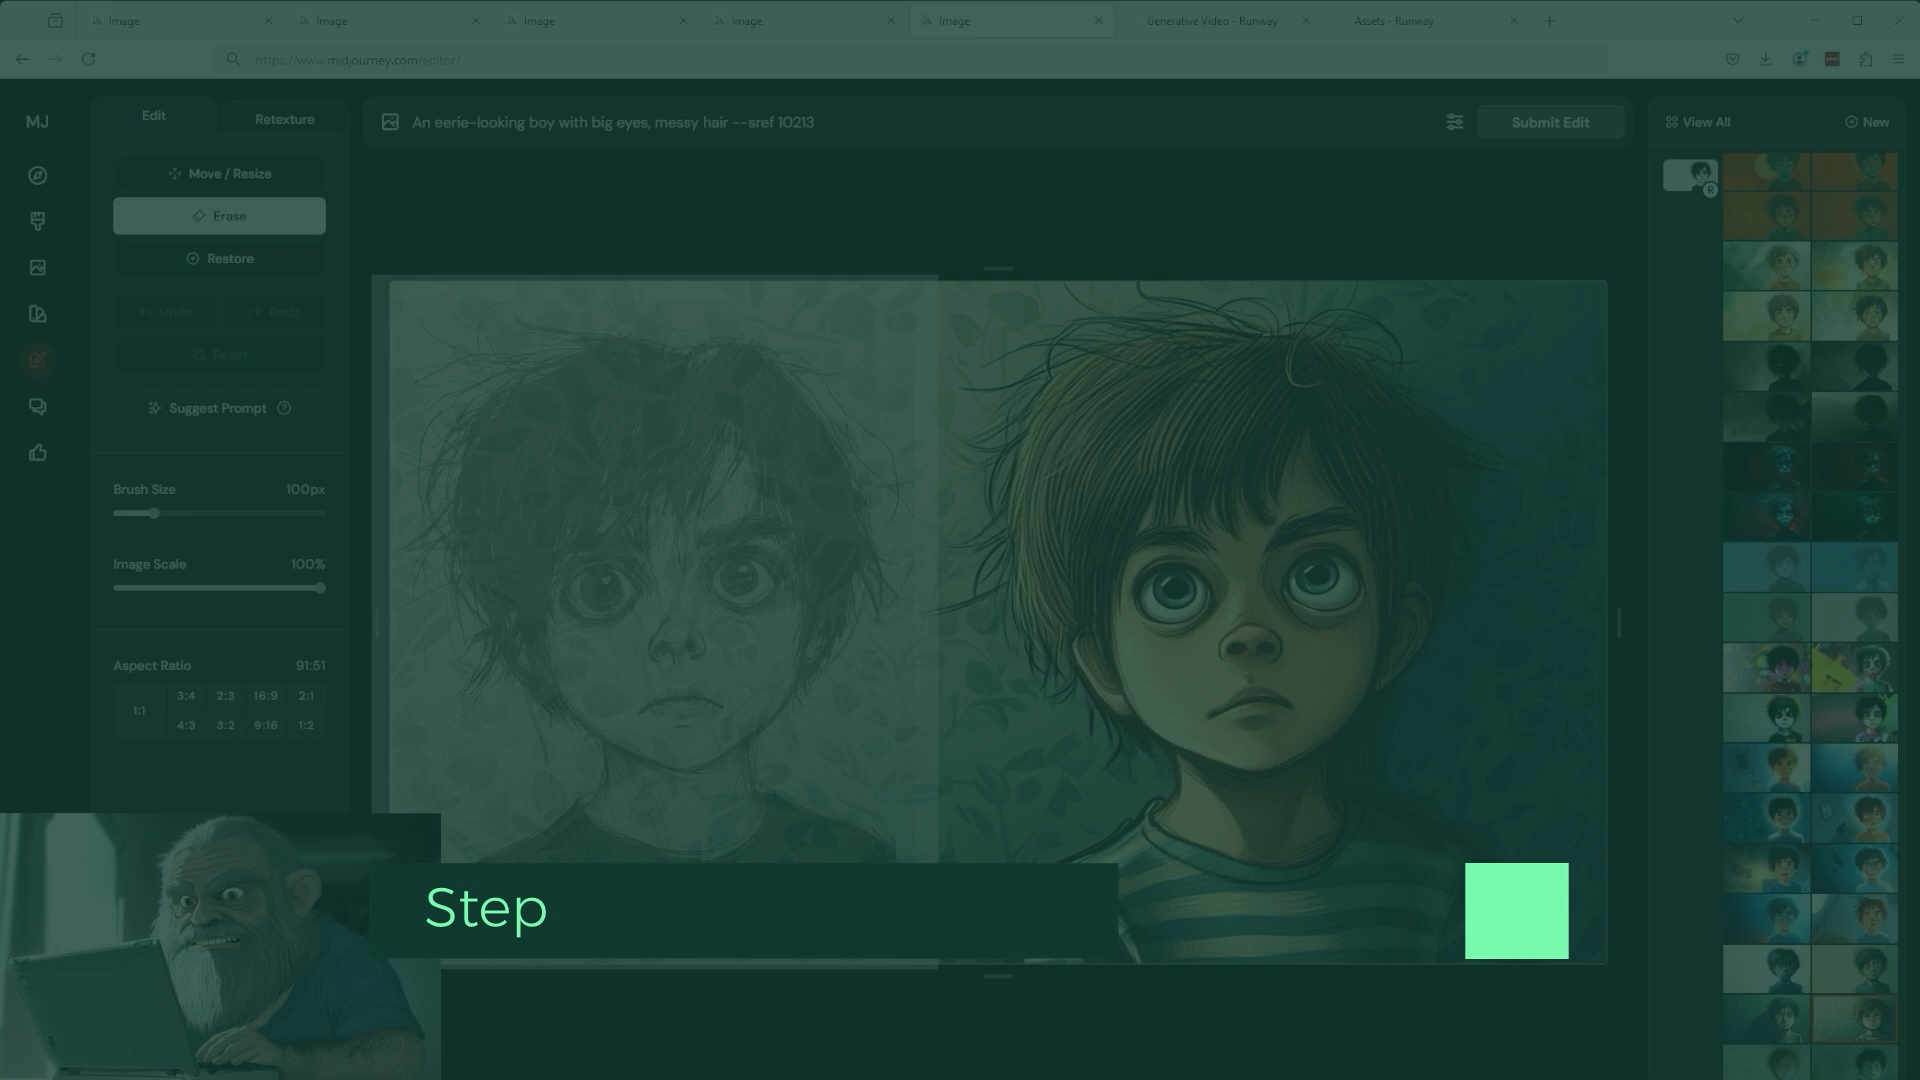 Image
Image
Image
Image
Image
Generative Video - Runway
Assets - Runway
https://www.midjourney.com/editor/
MJ
Edit
Retexture
An eerie-looking boy with big eyes, messy hair --sref 10213
Submit Edit
View All
New
Move / Resize
Erase
Restore
Undo
Redo
Reset
Suggest Prompt
Brush Size
100px
Image Scale
100%
Aspect Ratio
91:51
1:1
3:4
2:3
16:9
2:1
4:3
3:2
9:16
1:2
R
Step